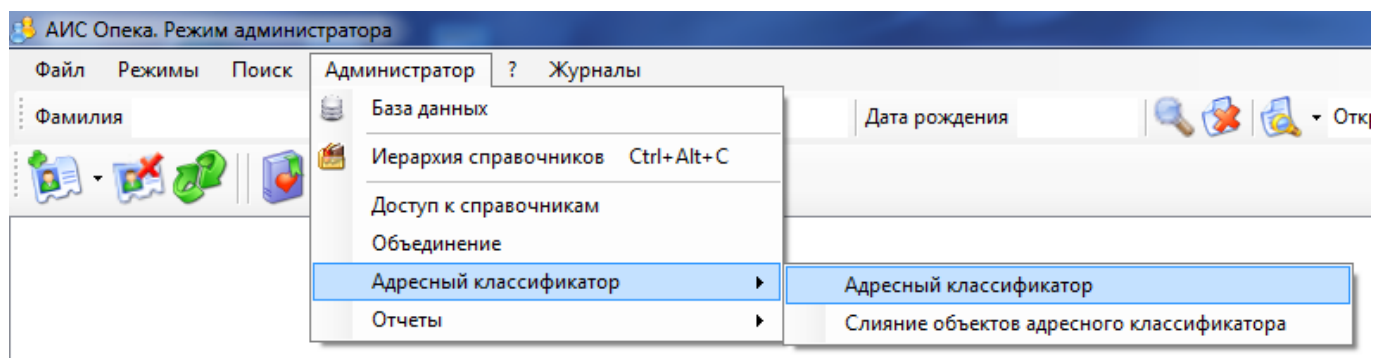 АИС Опека. Режим администратора
Файл Режимы Поиск Администратор ? Журналы
Фамилия
Дата рождения
База данных
Иерархия справочников Ctrl+Alt+C
Доступ к справочникам
Объединение
Адресный классификатор
Отчеты
Адресный классификатор
Слияние объектов адресного классификатора